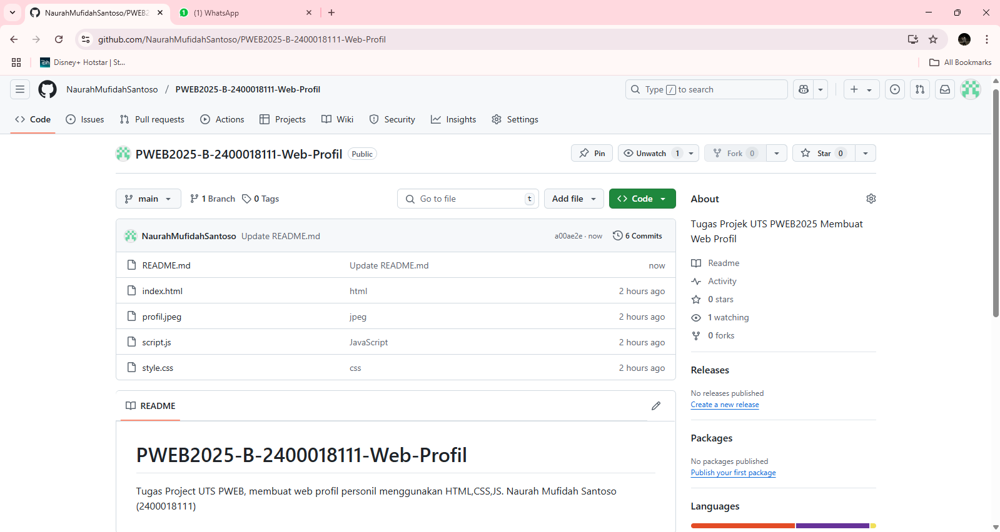 NaurahMufidahSantoso/PWEB2
(1) WhatsApp
github.com/NaurahMufidahSantoso/PWEB2025-B-2400018111-Web-Profil
Disney+ Hotstar | St...
All Bookmarks
NaurahMufidahSantoso / PWEB2025-B-2400018111-Web-Profil
Type / to search
Code
Issues
Pull requests
Actions
Projects
Wiki
Security
Insights
Settings
PWEB2025-B-2400018111-Web-Profil
Public
Pin
Unwatch 1
Fork 0
Star 0
main
1 Branch
0 Tags
Go to file
t
Add file
Code
NaurahMufidahSantoso Update README.md
a00ae2e · now
6 Commits
README.md Update README.md now
index.html html 2 hours ago
profil.jpeg jpeg 2 hours ago
script.js JavaScript 2 hours ago
style.css css 2 hours ago
README
PWEB2025-B-2400018111-Web-Profil
Tugas Project UTS PWEB, membuat web profil personil menggunakan HTML,CSS,JS. Naurah Mufidah Santoso
(2400018111)
About
Tugas Projek UTS PWEB2025 Membuat
Web Profil
Readme
Activity
0 stars
1 watching
0 forks
Releases
No releases published
Create a new release
Packages
No packages published
Publish your first package
Languages